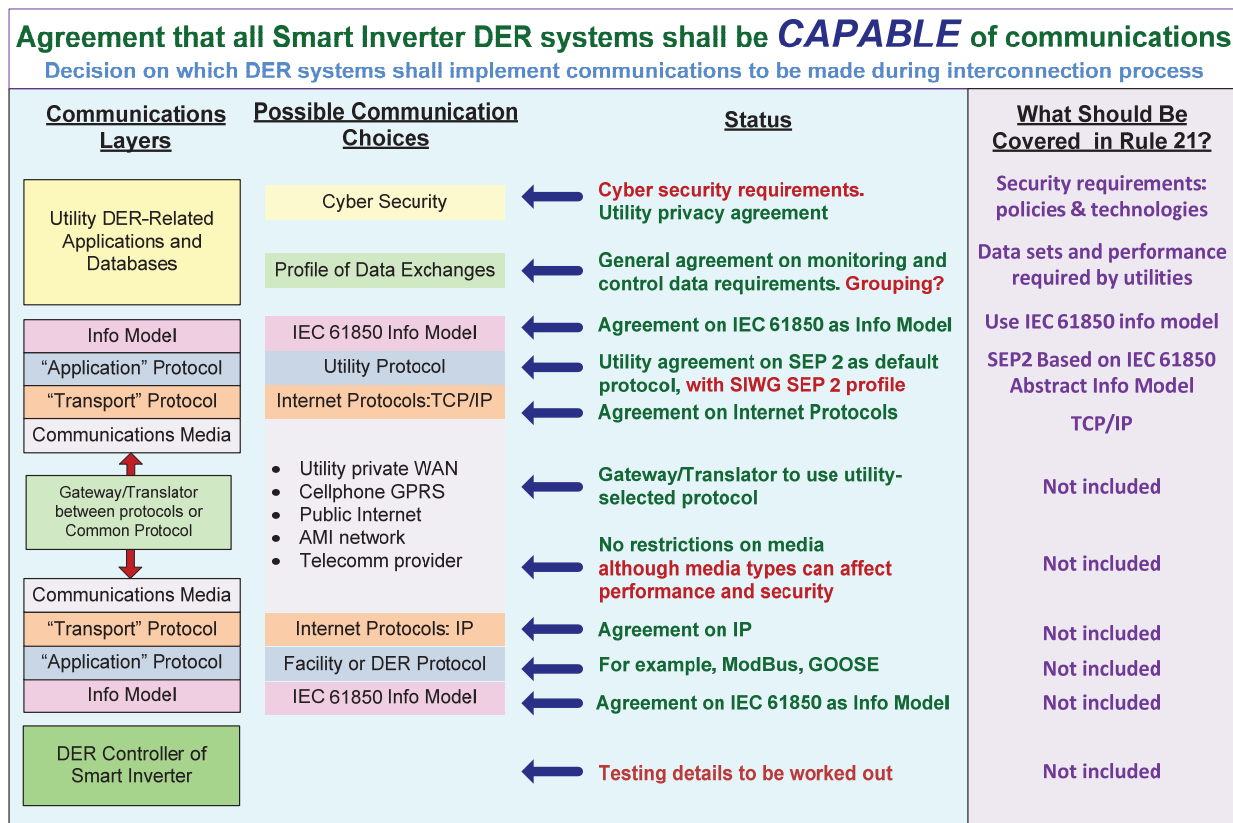 Agreement that all Smart Inverter DER systems shall be CAPABLE of communications
Decision on which DER systems shall implement communications to be made during interconnection process
Communications
Layers
Possible Communication
Choices
Status
What Should Be
Covered in Rule 21?
Utility DER-Related
Applications and
Databases
Cyber Security
Cyber security requirements.
Utility privacy agreement
Security requirements:
policies & technologies
Profile of Data Exchanges
General agreement on monitoring and
control data requirements. Grouping?
Data sets and performance
required by utilities
Info Model
IEC 61850 Info Model
Agreement on IEC 61850 as Info Model
Use IEC 61850 info model
“Application” Protocol
Utility Protocol
Utility agreement on SEP 2 as default
protocol, with SIWG SEP 2 profile
SEP2 Based on IEC 61850
Abstract Info Model
“Transport” Protocol
Internet Protocols:TCP/IP
Agreement on Internet Protocols
TCP/IP
Communications Media
Gateway/Translator
between protocols or
Common Protocol
• Utility private WAN
• Cellphone GPRS
• Public Internet
• AMI network
• Telecomm provider
Gateway/Translator to use utility-
selected protocol
Not included
No restrictions on media
although media types can affect
performance and security
Not included
Communications Media
“Transport” Protocol
Internet Protocols: IP
Agreement on IP
Not included
“Application” Protocol
Facility or DER Protocol
For example, ModBus, GOOSE
Not included
Info Model
IEC 61850 Info Model
Agreement on IEC 61850 as Info Model
Not included
DER Controller of
Smart Inverter
Testing details to be worked out
Not included